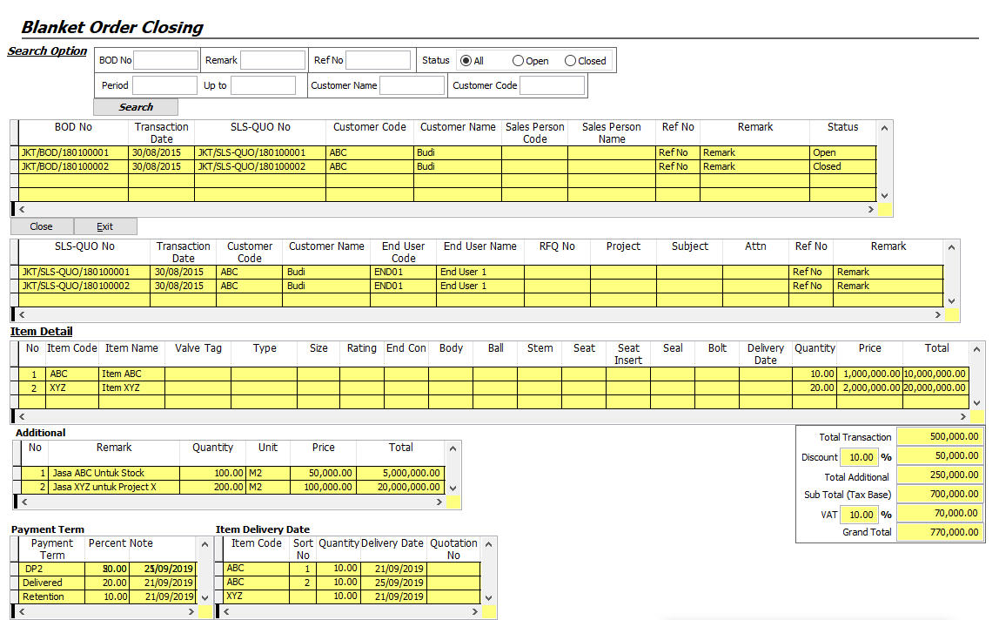 Blanket Order Closing
Search Option
BOD No Remark Ref No Status All Open Closed
Period Up to Customer Name Customer Code
Search
BOD No Transaction Date SLS-QUO No Customer Code Customer Name Sales Person Code Sales Person Name Ref No Remark Status
JKT/BOD/180100001 30/08/2015 JKT/SLS-QUO/180100001 ABC Budi Ref No Remark Open
JKT/BOD/180100002 30/08/2015 JKT/SLS-QUO/180100002 ABC Budi Ref No Remark Closed
Close Exit
SLS-QUO No Transaction Date Customer Code Customer Name End User Code End User Name RFQ No Project Subject Attn Ref No Remark
JKT/SLS-QUO/180100001 30/08/2015 ABC Budi END01 End User 1 Ref No Remark
JKT/SLS-QUO/180100002 30/08/2015 ABC Budi END01 End User 1 Ref No Remark
Item Detail
No Item Code Item Name Valve Tag Type Size Rating End Con Body Ball Stem Seat Seat Insert Seal Bolt Delivery Date Quantity Price Total
1 ABC Item ABC 10.00 1,000,000.00 10,000,000.00
2 XYZ Item XYZ 20.00 2,000,000.00 20,000,000.00
Additional
No Remark Quantity Unit Price Total
1 Jasa ABC Untuk Stock 100.00 M2 50,000.00 5,000,000.00
2 Jasa XYZ untuk Project X 200.00 M2 100,000.00 20,000,000.00
Total Transaction 500,000.00
Discount 10.00 % 50,000.00
Total Additional 250,000.00
Sub Total (Tax Base) 700,000.00
VAT 10.00 % 70,000.00
Grand Total 770,000.00
Payment Term
Payment Term Percent Note
DP2
Delivered 20.00 21/09/2019
Retention 10.00 21/09/2019
Item Delivery Date
Item Code Sort No Quantity Delivery Date Quotation No
ABC 1 10.00 21/09/2019
ABC 2 10.00 25/09/2019
XYZ 10.00 21/09/2019